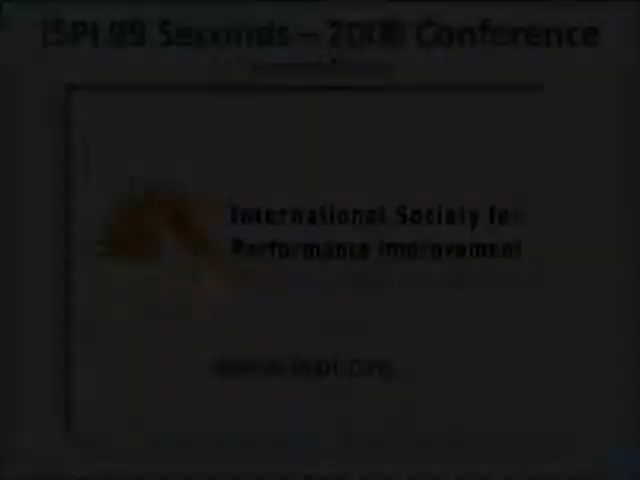 ISPI 99 Seconds – 2008 Conference
International Society for
Performance Improvement
www.ispi.org